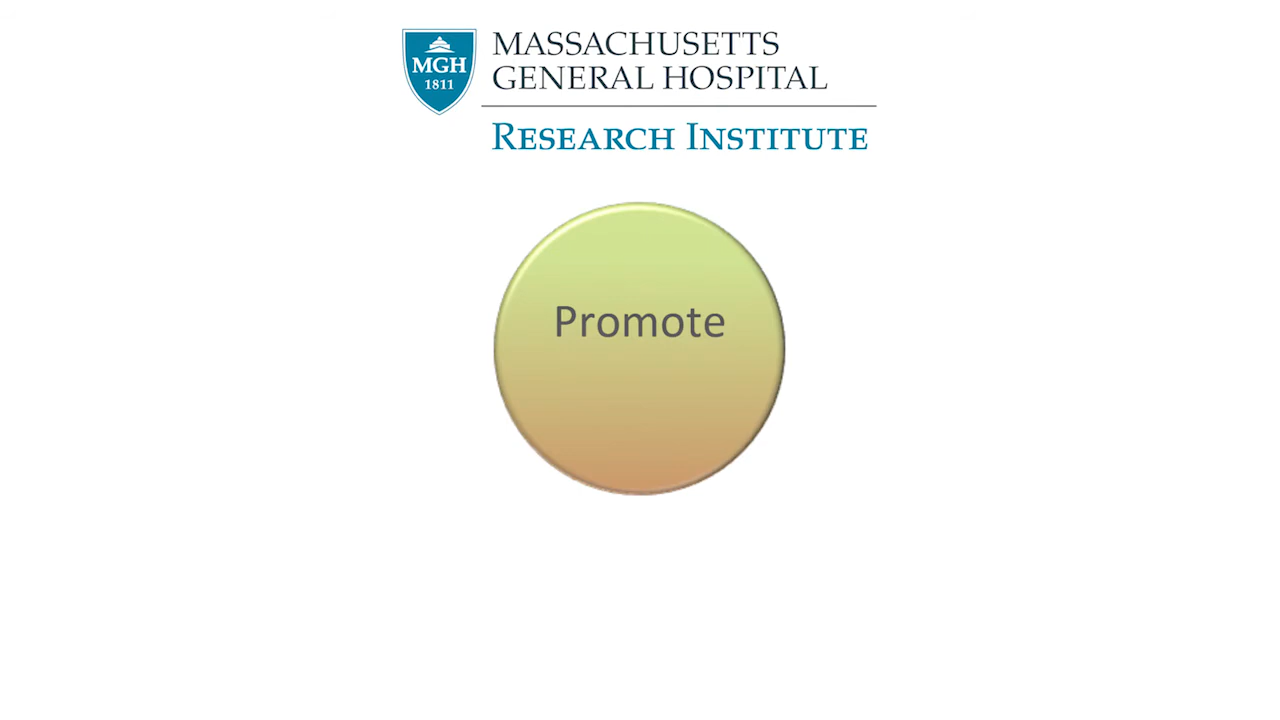 MGH
1811
MASSACHUSETTS
GENERAL HOSPITAL
RESEARCH INSTITUTE
Promote